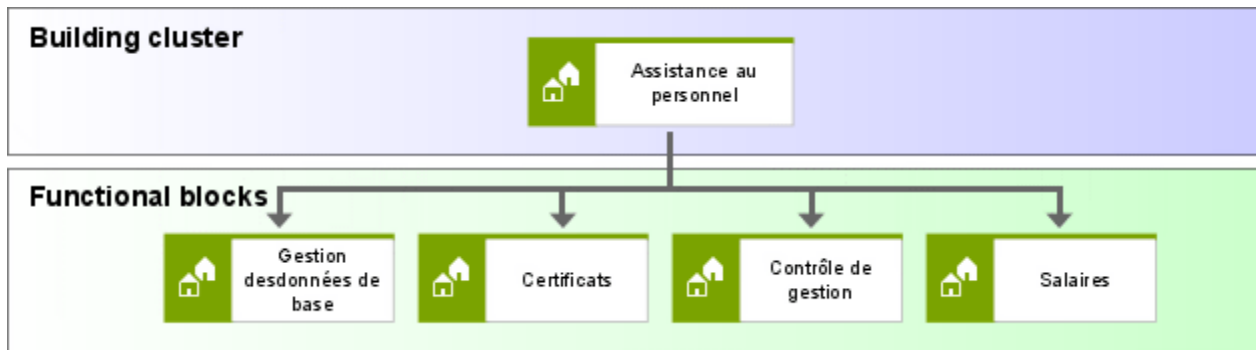 Building cluster
Assistance au
personnel
Functional blocks
Gestion
desdonnées de
base
Certificats
Contrôle de
gestion
Salaires